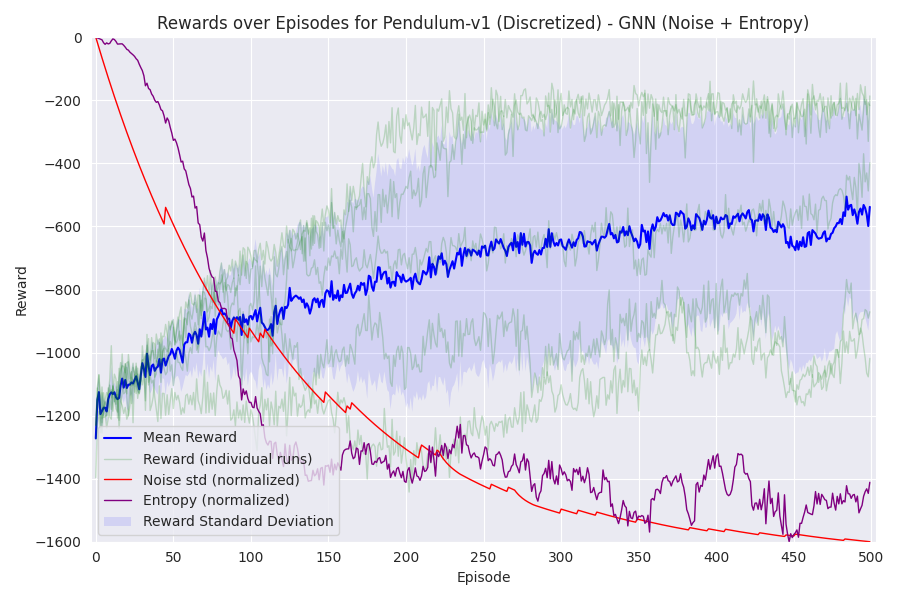 Rewards over Episodes for Pendulum-v1 (Discretized) - GNN (Noise + Entropy)
0
−200
−400
−600
−800
−1000
−1200
−1400
−1600
Reward
Mean Reward
Reward (individual runs)
Noise std (normalized)
Entropy (normalized)
Reward Standard Deviation
0 50 100 150 200 250 300 350 400 450 500
Episode